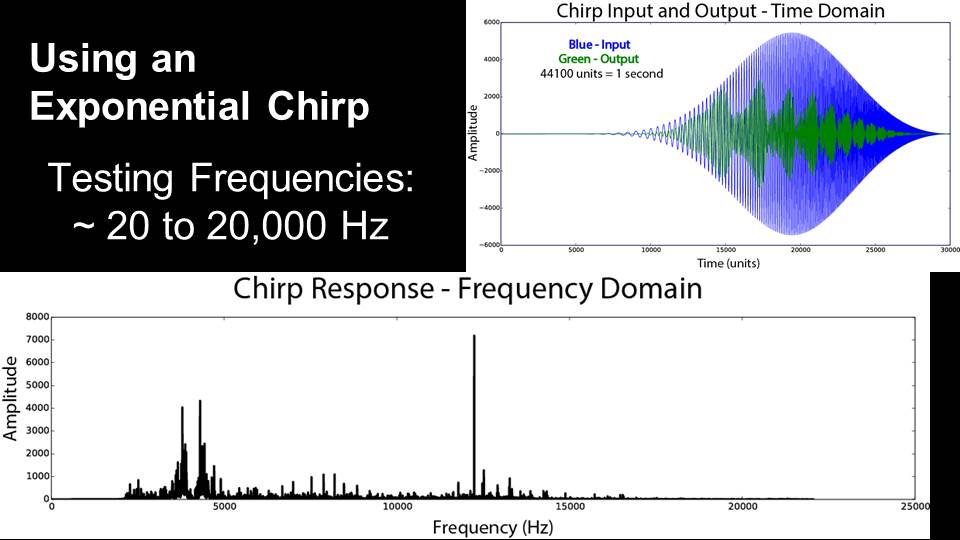 Using an
Exponential Chirp
Testing Frequencies:
~ 20 to 20,000 Hz
Chirp Input and Output - Time Domain
Blue - Input
Green - Output
44100 units = 1 second
Amplitude
6000
4000
2000
0
−2000
−4000
−6000
0 5000 10000 15000 20000 25000 30000
Time (units)
Chirp Response - Frequency Domain
Amplitude
8000
7000
6000
5000
4000
3000
2000
1000
0
0 5000 10000 15000 20000 25000
Frequency (Hz)